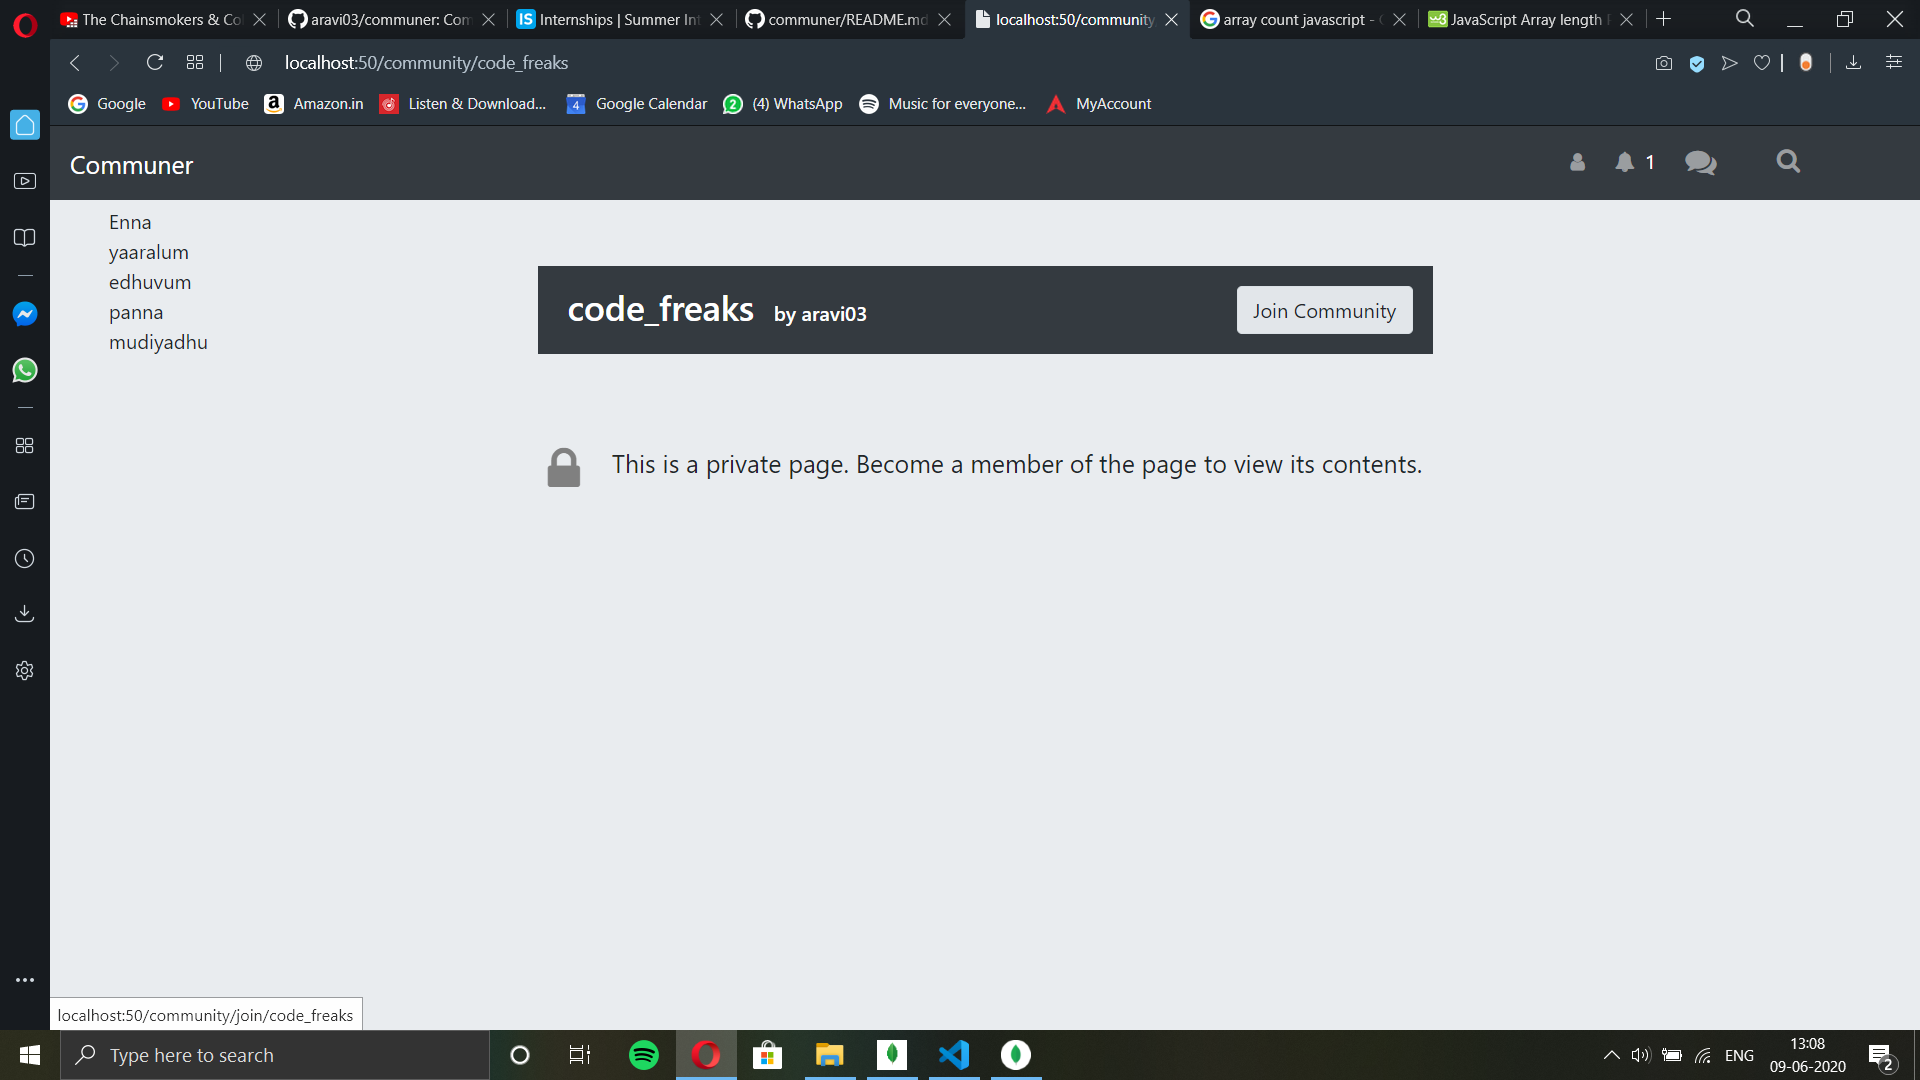 The Chainsmokers & Col
aravi03/communer: Com
Internships | Summer Int
communer/README.md
localhost:50/community
array count javascript - G
JavaScript Array length P
localhost:50/community/code_freaks
Google
YouTube
Amazon.in
Listen & Download...
Google Calendar
(4) WhatsApp
Music for everyone...
MyAccount
Communer
1
Enna
yaaralum
edhuvum
panna
mudiyadhu
code_freaks by aravi03
Join Community
This is a private page. Become a member of the page to view its contents.
localhost:50/community/join/code_freaks
Type here to search
ENG
13:08
09-06-2020
2